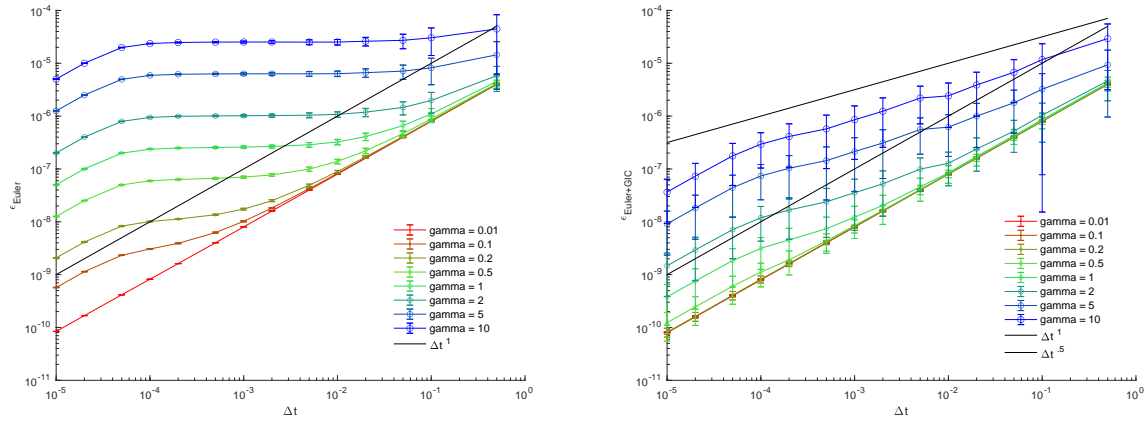 10^-4
10^-5
10^-6
10^-7
10^-8
10^-9
10^-10
10^-11
ϵ_Euler
gamma = 0.01
gamma = 0.1
gamma = 0.2
gamma = 0.5
gamma = 1
gamma = 2
gamma = 5
gamma = 10
Δt^1
10^-5 10^-4 10^-3 10^-2 10^-1 10^0
Δt
10^-4
10^-5
10^-6
10^-7
10^-8
10^-9
10^-10
10^-11
ϵ_Euler+GIC
gamma = 0.01
gamma = 0.1
gamma = 0.2
gamma = 0.5
gamma = 1
gamma = 2
gamma = 5
gamma = 10
Δt^1
Δt^.5
10^-5 10^-4 10^-3 10^-2 10^-1 10^0
Δt